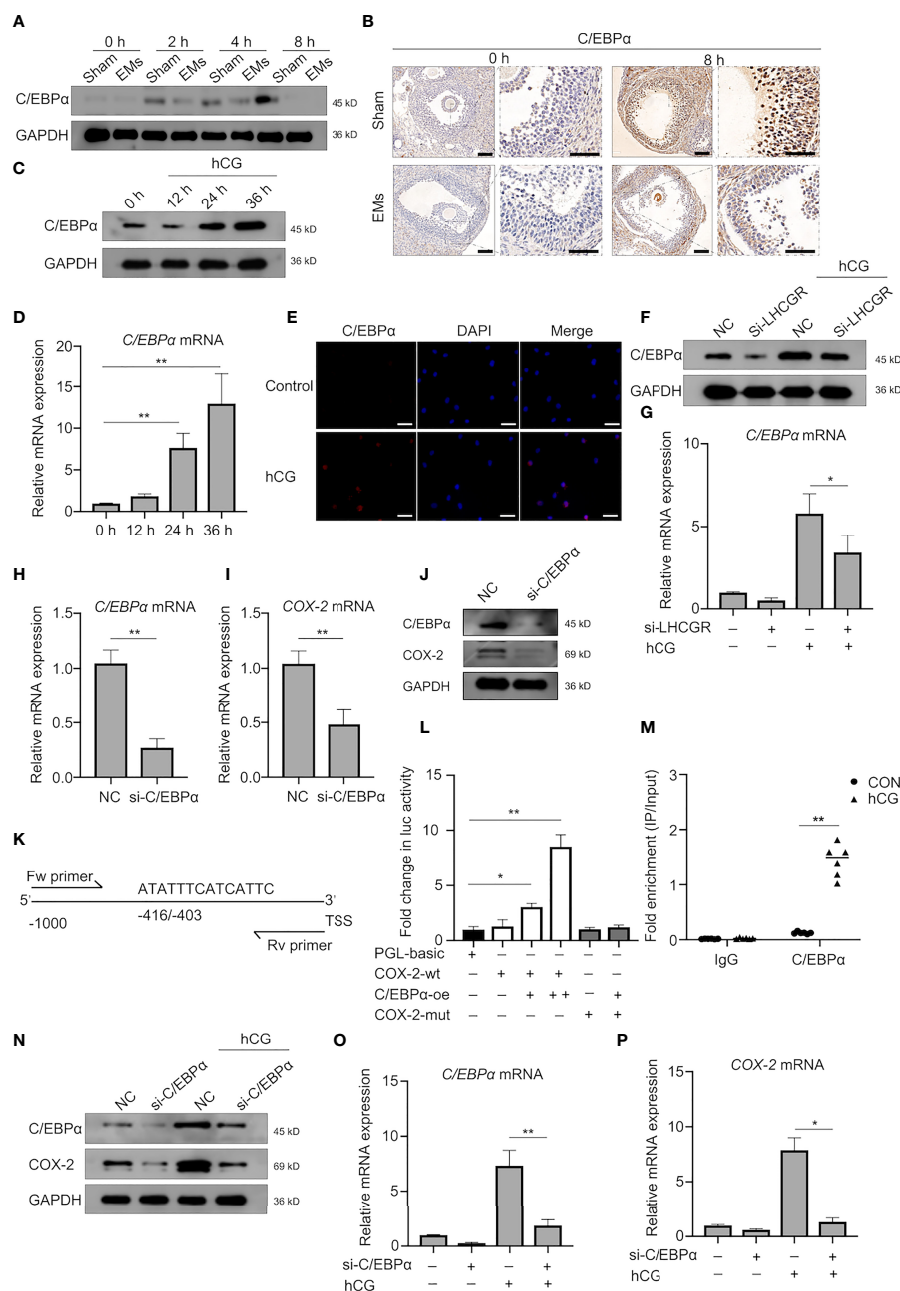 A
0 h 2 h 4 h 8 h
Sham EMs Sham EMs Sham EMs Sham EMs
C/EBPα 45 kD
GAPDH 36 kD
B
C/EBPα
0 h 8 h
Sham
EMs
C
hCG
0 h 12 h 24 h 36 h
C/EBPα 45 kD
GAPDH 36 kD
D
C/EBPα mRNA
Relative mRNA expression
20
15
10
5
0
**
**
0 h 12 h 24 h 36 h
E
C/EBPα DAPI Merge
Control
hCG
F
hCG
NC Si-LHCGR NC Si-LHCGR
C/EBPα 45 kD
GAPDH 36 kD
G
C/EBPα mRNA
Relative mRNA expression
10
5
0
*
si-LHCGR − + − +
hCG − − + +
H
C/EBPα mRNA
Relative mRNA expression
1.5
1.0
0.5
0.0
**
NC si-C/EBPα
I
COX-2 mRNA
Relative mRNA expression
1.5
1.0
0.5
0.0
**
NC si-C/EBPα
J
NC si-C/EBPα
C/EBPα 45 kD
COX-2 69 kD
GAPDH 36 kD
K
Fw primer
ATATTTCATCATTC
5' 3'
-1000 -416/-403 TSS
Rv primer
L
Fold change in luc activity
15
10
5
0
**
*
PGL-basic + − − − − −
COX-2-wt − + + + − −
C/EBPα-oe − − + ++ − +
COX-2-mut − − − − + +
M
Fold enrichment (IP/Input)
3
2
1
0
**
CON
hCG
IgG C/EBPα
N
hCG
NC si-C/EBPα NC si-C/EBPα
C/EBPα 45 kD
COX-2 69 kD
GAPDH 36 kD
O
C/EBPα mRNA
Relative mRNA expression
15
10
5
0
**
si-C/EBPα − + − +
hCG − − + +
P
COX-2 mRNA
Relative mRNA expression
15
10
5
0
*
si-C/EBPα − + − +
hCG − − + +